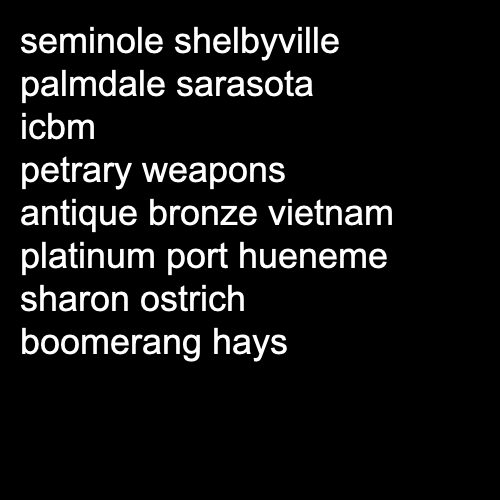 seminole shelbyville
palmdale sarasota
icbm
petrary weapons
antique bronze vietnam
platinum port hueneme
sharon ostrich
boomerang hays